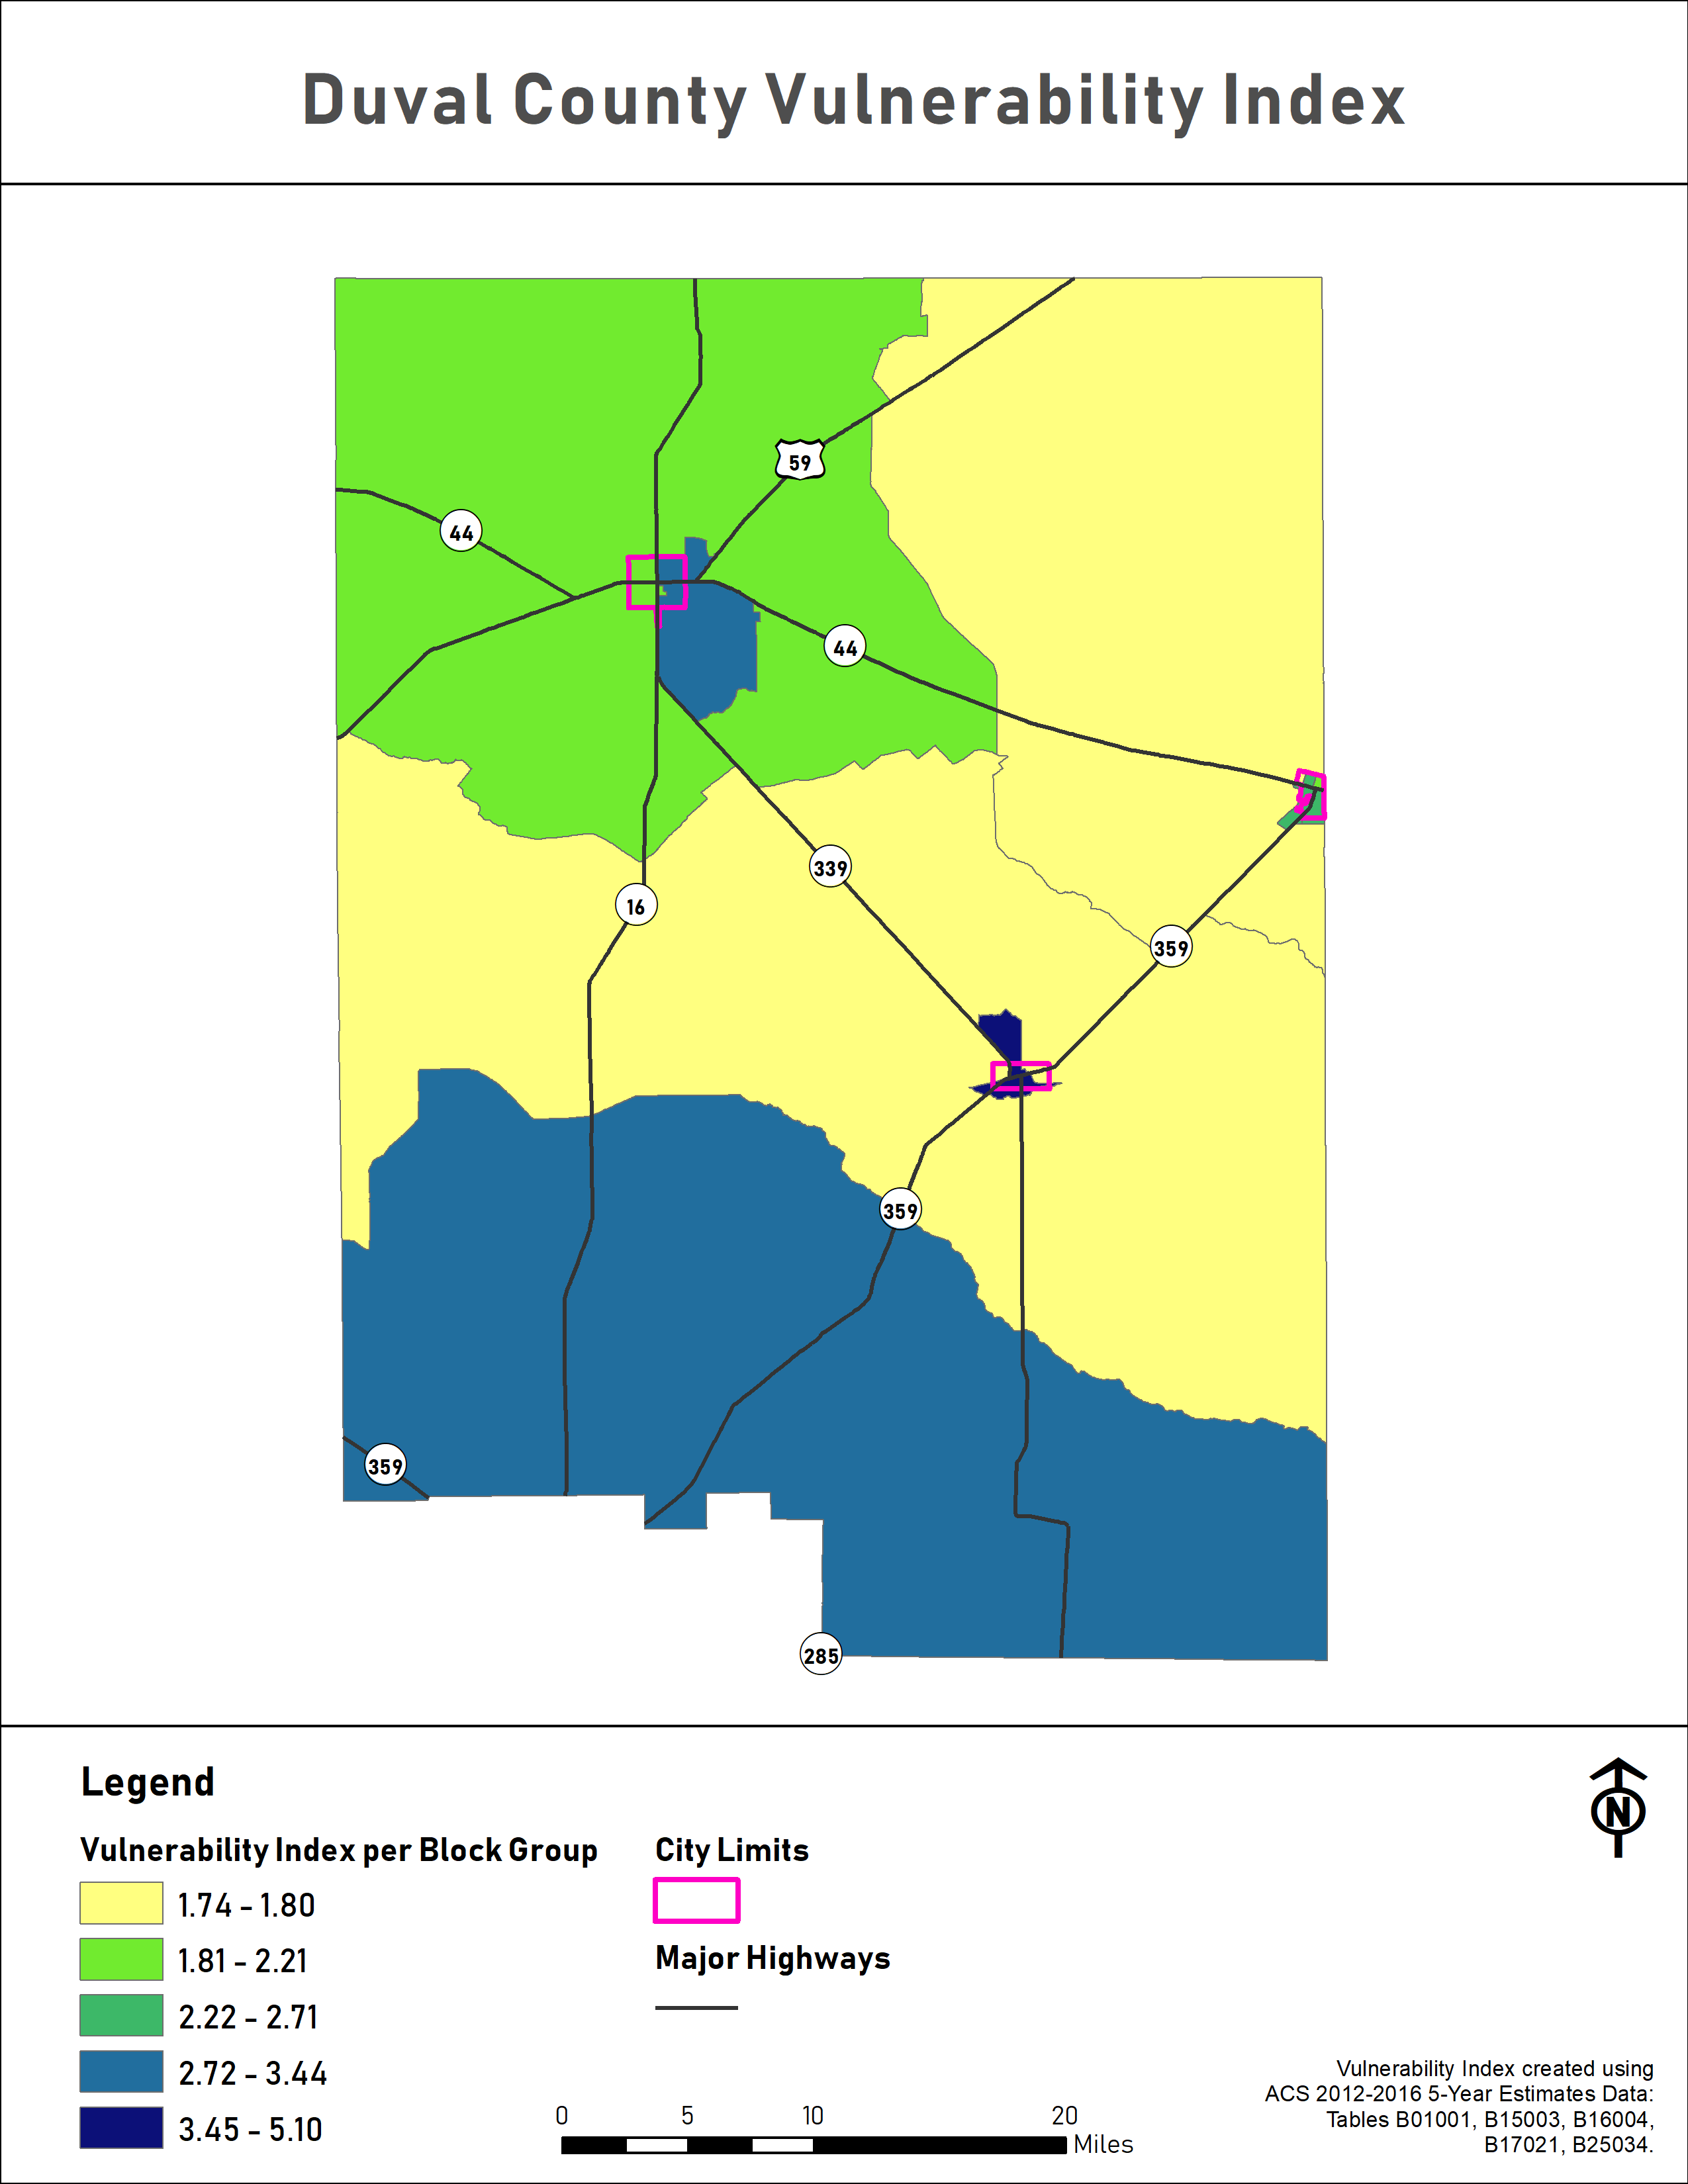 Duval County Vulnerability Index
59
44
44
339
16
359
359
359
285
Legend
Vulnerability Index per Block Group
1.74 - 1.80
1.81 - 2.21
2.22 - 2.71
2.72 - 3.44
3.45 - 5.10
City Limits
Major Highways
N
0 5 10 20
Miles
Vulnerability Index created using
ACS 2012-2016 5-Year Estimates Data:
Tables B01001, B15003, B16004,
B17021, B25034.